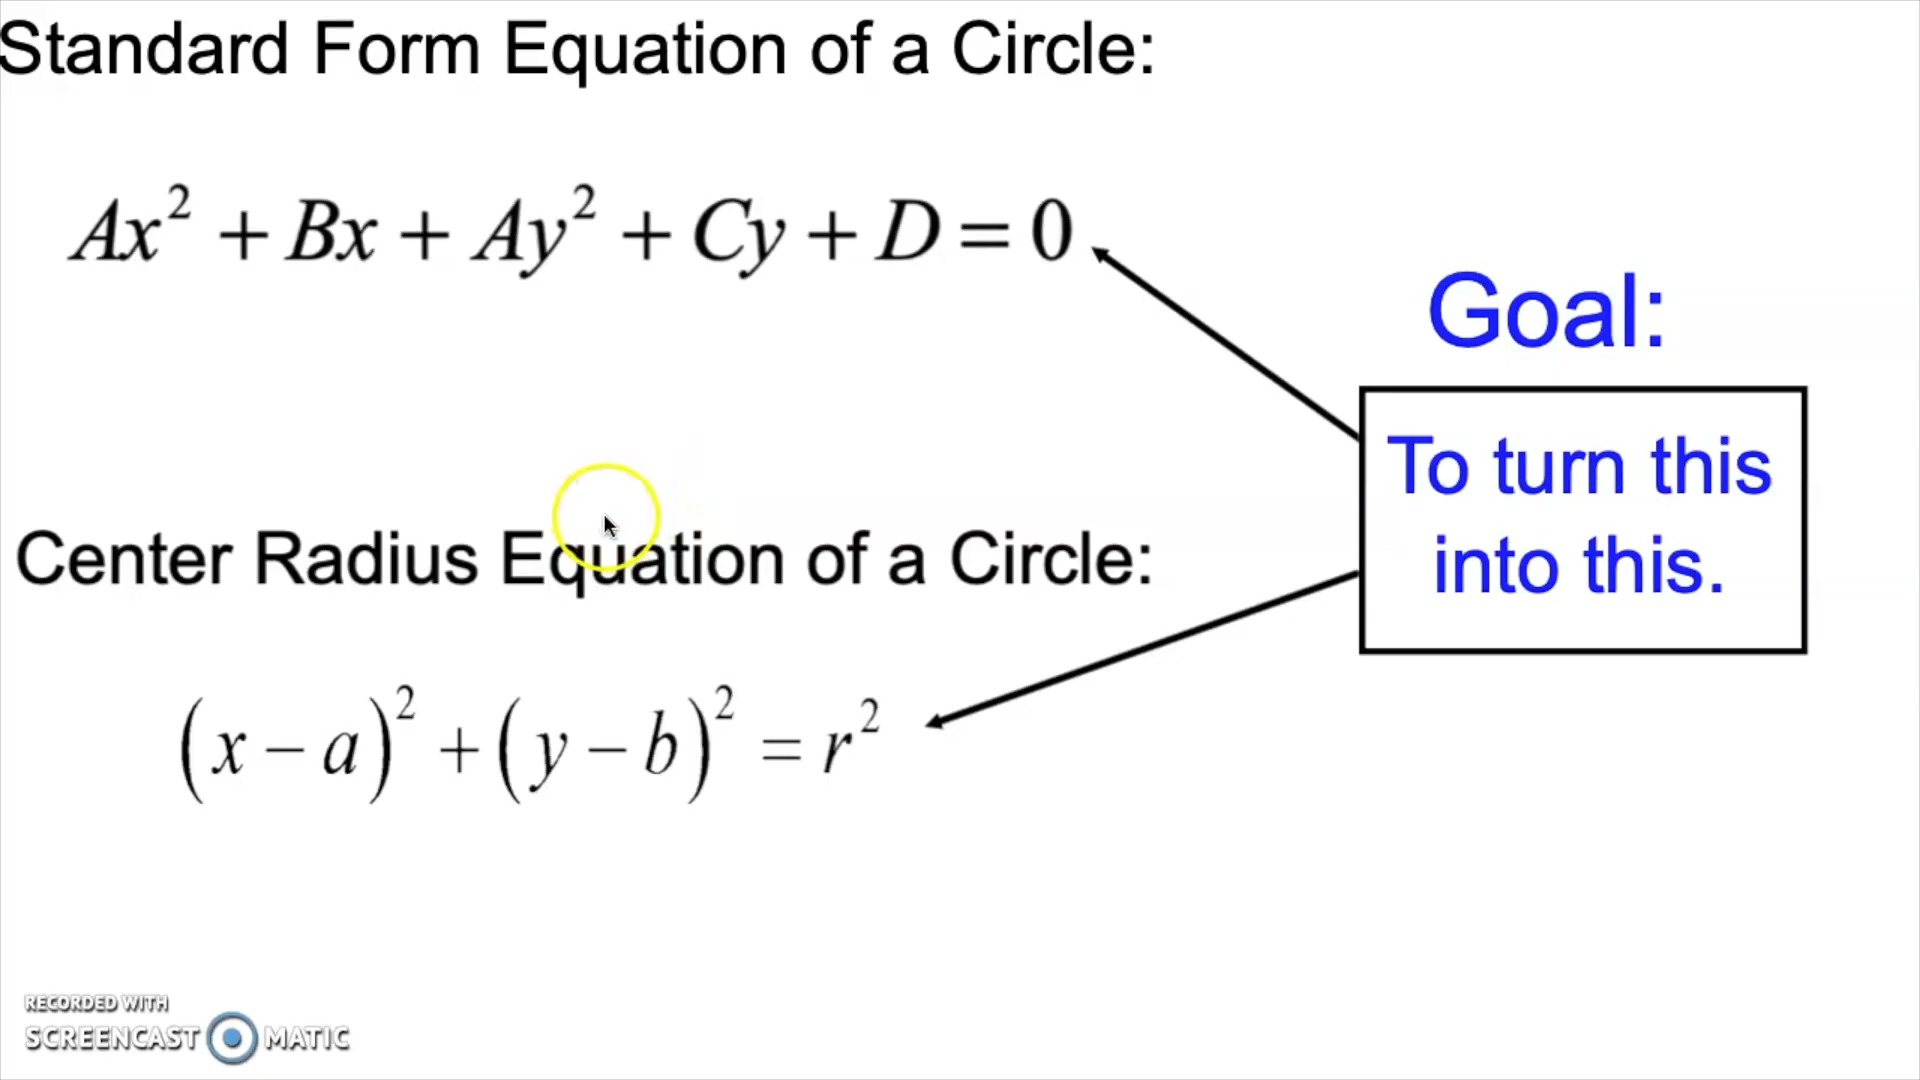 Standard Form Equation of a Circle:
Ax² + Bx + Ay² + Cy + D = 0
Goal:
To turn this
into this.
Center Radius Equation of a Circle:
(x − a)² + (y − b)² = r²
RECORDED WITH
SCREENCAST MATIC